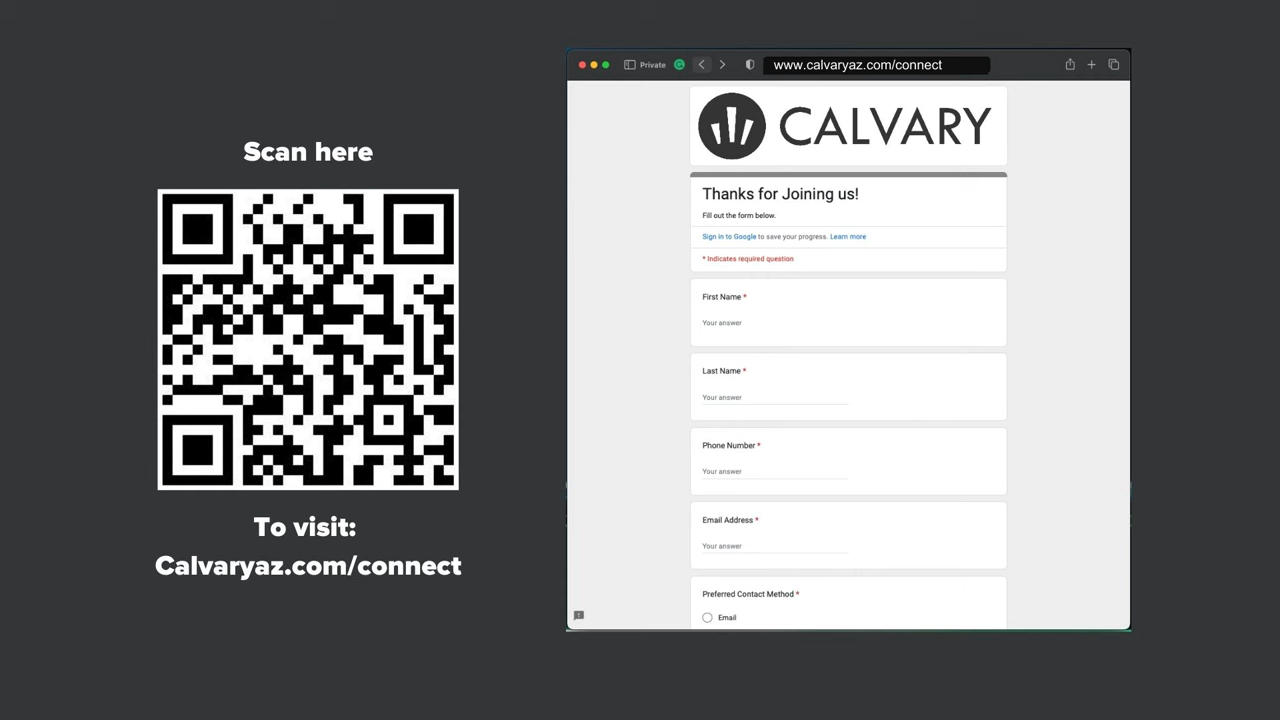 Scan here
To visit:
Calvaryaz.com/connect
Private
www.calvaryaz.com/connect
CALVARY
Thanks for Joining us!
Fill out the form below.
Sign in to Google to save your progress. Learn more
* Indicates required question
First Name *
Your answer
Last Name *
Your answer
Phone Number *
Your answer
Email Address *
Your answer
Preferred Contact Method *
Email